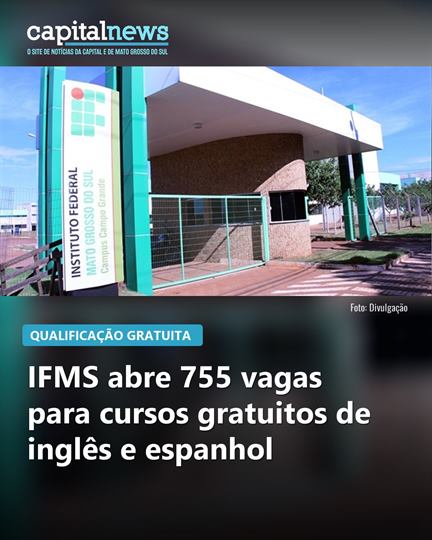 capitalnews
O SITE DE NOTÍCIAS DA CAPITAL E DE MATO GROSSO DO SUL
INSTITUTO FEDERAL
MATO GROSSO DO SUL
Campus Campo Grande
Foto: Divulgação
QUALIFICAÇÃO GRATUITA
IFMS abre 755 vagas
para cursos gratuitos de
inglês e espanhol